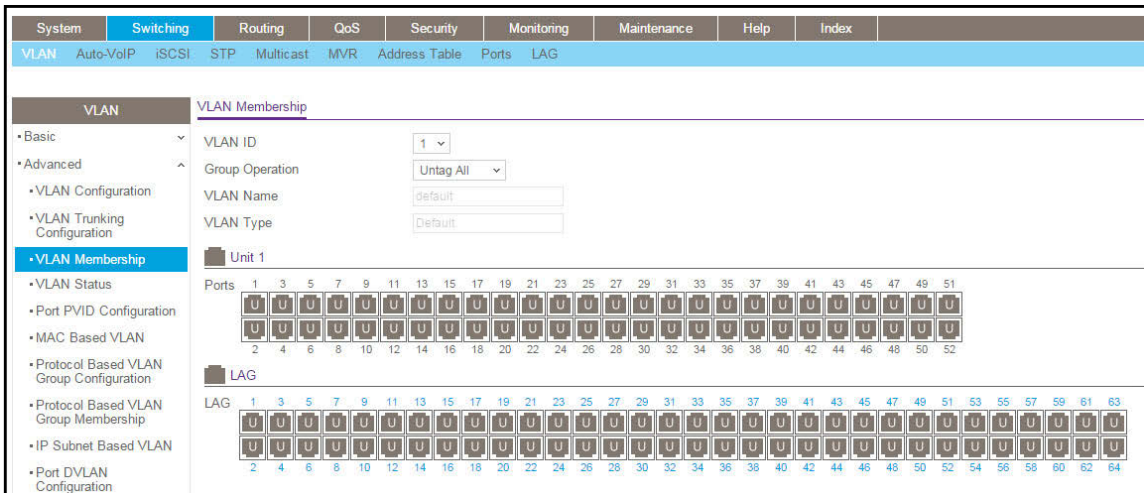 System Switching Routing QoS Security Monitoring Maintenance Help Index
VLAN Auto-VoIP iSCSI STP Multicast MVR Address Table Ports LAG
VLAN
Basic
Advanced
VLAN Configuration
VLAN Trunking
Configuration
VLAN Membership
VLAN Status
Port PVID Configuration
MAC Based VLAN
Protocol Based VLAN
Group Configuration
Protocol Based VLAN
Group Membership
IP Subnet Based VLAN
Port DVLAN
Configuration
VLAN Membership
VLAN ID 1
Group Operation Untag All
VLAN Name default
VLAN Type Default
Unit 1
Ports 1 3 5 7 9 11 13 15 17 19 21 23 25 27 29 31 33 35 37 39 41 43 45 47 49 51
U U U U U U U U U U U U U U U U U U U U U U U U U U
U U U U U U U U U U U U U U U U U U U U U U U U U U
2 4 6 8 10 12 14 16 18 20 22 24 26 28 30 32 34 36 38 40 42 44 46 48 50 52
LAG
LAG 1 3 5 7 9 11 13 15 17 19 21 23 25 27 29 31 33 35 37 39 41 43 45 47 49 51 53 55 57 59 61 63
U U U U U U U U U U U U U U U U U U U U U U U U U U U U U U U U
U U U U U U U U U U U U U U U U U U U U U U U U U U U U U U U U
2 4 6 8 10 12 14 16 18 20 22 24 26 28 30 32 34 36 38 40 42 44 46 48 50 52 54 56 58 60 62 64